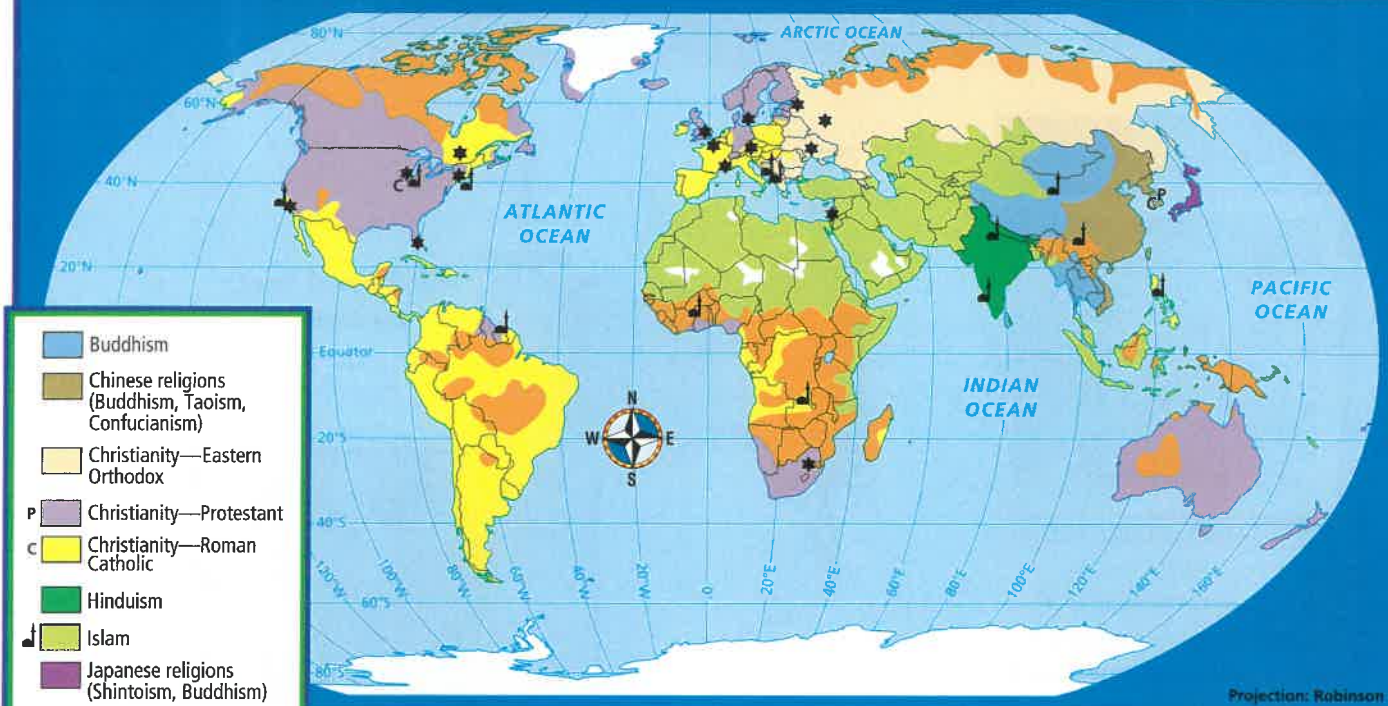 80°N
ARCTIC OCEAN
60°N
40°N
C
P
C
ATLANTIC
OCEAN
20°N
PACIFIC
OCEAN
Equator
INDIAN
OCEAN
N
W
E
S
20°S
40°S
120°W
100°W
80°W
60°W
40°W
20°W
0
20°E
40°E
60°E
80°E
100°E
120°E
140°E
160°E
60°S
80°S
Buddhism
Chinese religions
(Buddhism, Taoism,
Confucianism)
Christianity—Eastern
Orthodox
P
Christianity—Protestant
C
Christianity—Roman
Catholic
Hinduism
Islam
Japanese religions
(Shintoism, Buddhism)
Projection: Robinson